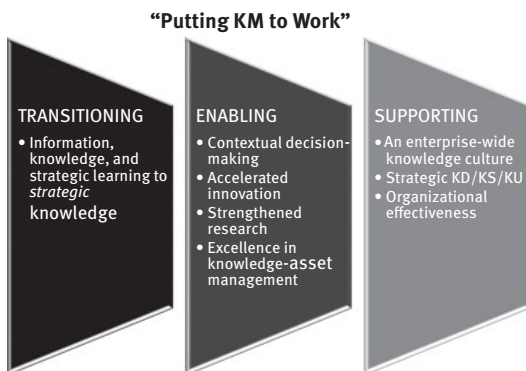 “Putting KM to Work”
TRANSITIONING
• Information,
knowledge, and
strategic learning to
strategic
knowledge
ENABLING
• Contextual decision-
making
• Accelerated
innovation
• Strengthened
research
• Excellence in
knowledge-asset
management
SUPPORTING
• An enterprise-wide
knowledge culture
• Strategic KD/KS/KU
• Organizational
effectiveness